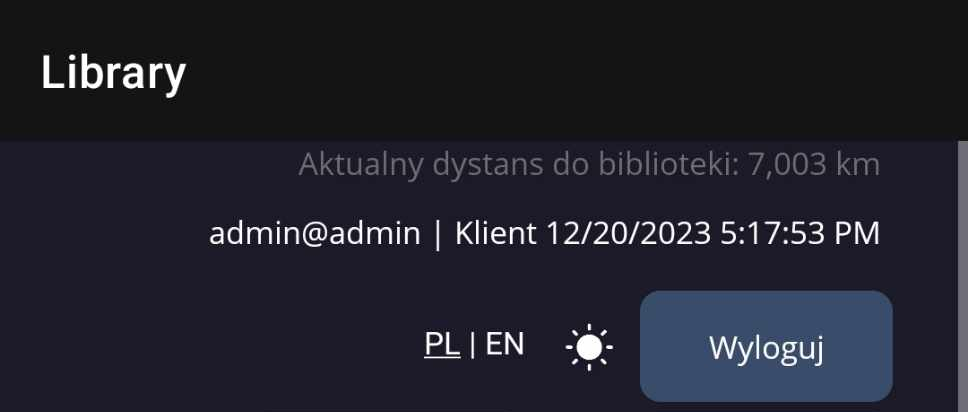 Library
Aktualny dystans do biblioteki: 7,003 km
admin@admin | Klient 12/20/2023 5:17:53 PM
PL | EN
Wyloguj